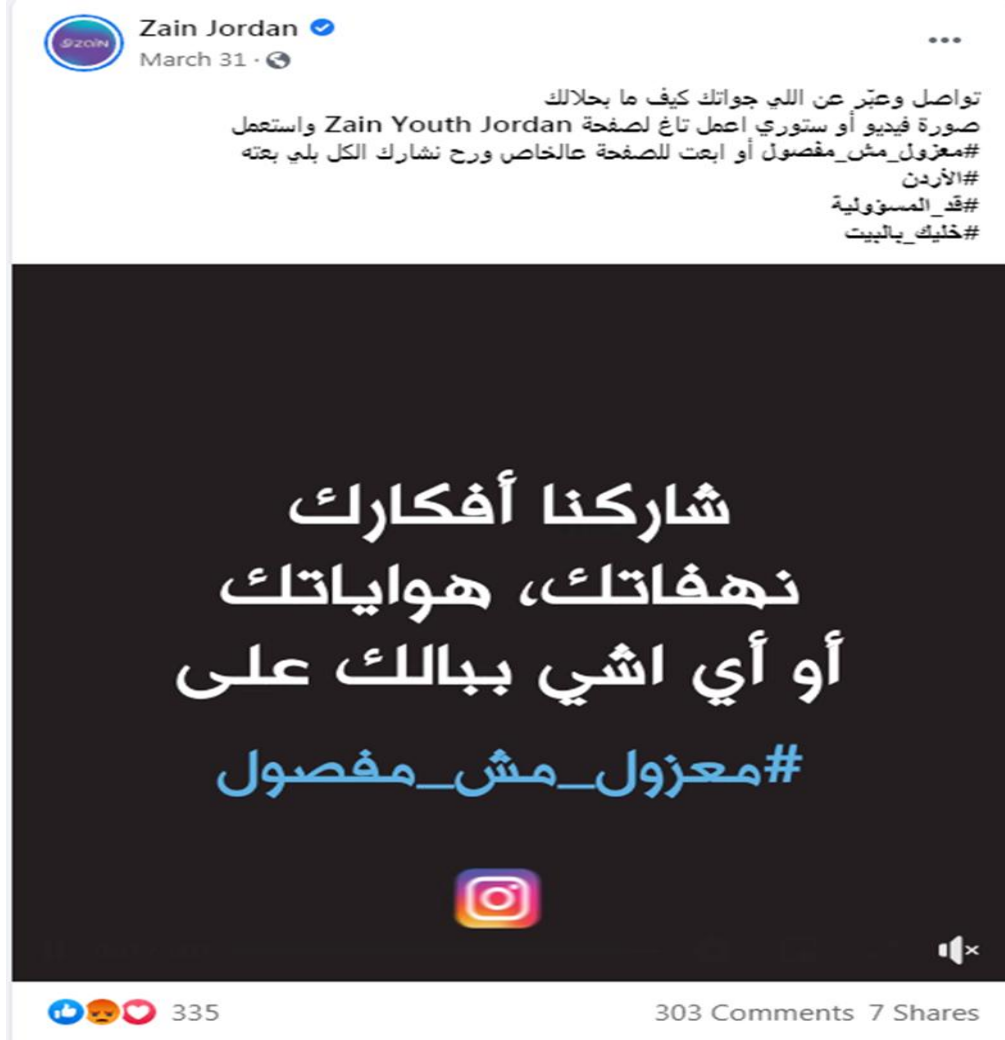 Zain Jordan
March 31
تواصل وعبّر عن اللي جواتك كيف ما بحلالك
صورة فيديو أو ستوري اعمل تاغ لصفحة Zain Youth Jordan واستعمل
#معزول_مش_مفصول أو ابعت للصفحة عالخاص ورح نشارك الكل بلي بعته
#الأردن
#قد_المسؤولية
#خليك_بالبيت
شاركنا أفكارك
نهفاتك، هواياتك
أو أي اشي ببالك على
#معزول_مش_مفصول
335
303 Comments 7 Shares